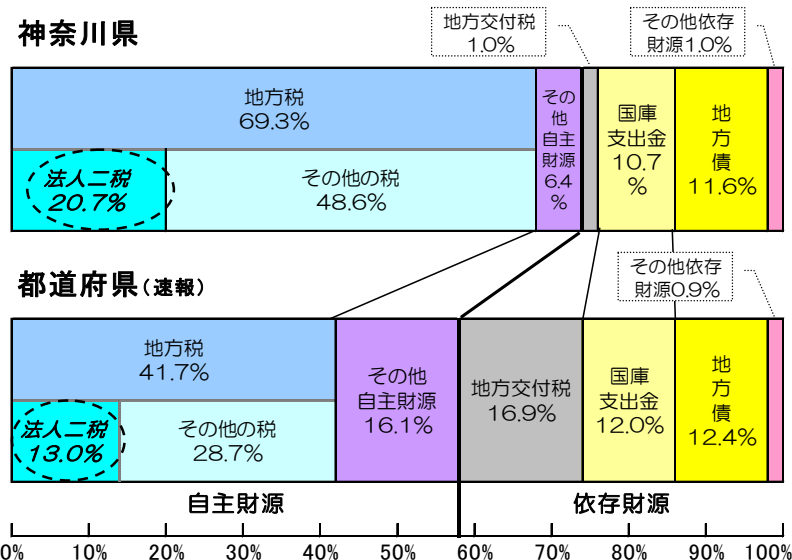 神奈川県
地方交付税
1.0%
その他依存
財源1.0%
地方税
69.3%
法人二税
20.7%
その他の税
48.6%
その
他
自主
財源
6.4
%
国庫
支出金
10.7
%
地
方
債
11.6%
都道府県(速報)
その他依存
財源0.9%
地方税
41.7%
法人二税
13.0%
その他の税
28.7%
その他
自主財源
16.1%
地方交付税
16.9%
国庫
支出金
12.0%
地
方
債
12.4%
自主財源
依存財源
0% 10% 20% 30% 40% 50% 60% 70% 80% 90% 100%